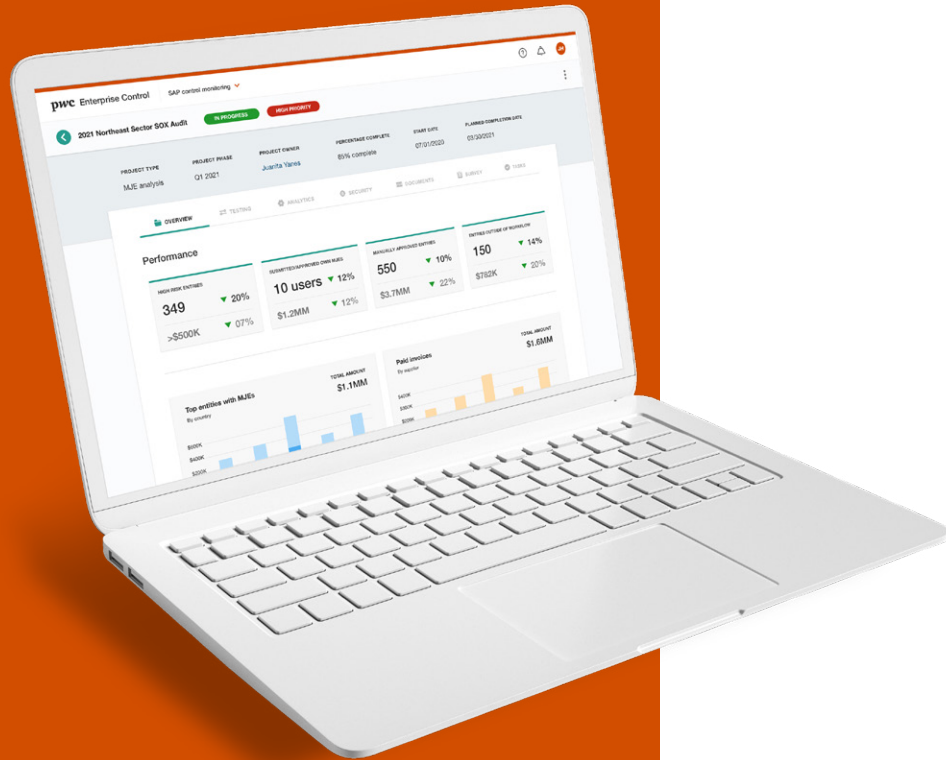 pwc Enterprise Control SAP control monitoring
2021 Northeast Sector SOX Audit IN PROGRESS HIGH PRIORITY
PROJECT TYPE PROJECT PHASE PROJECT OWNER PERCENTAGE COMPLETE START DATE PLANNED COMPLETION DATE
MJE analysis Q1 2021 Juanita Yanes 85% complete 07/01/2020 03/30/2021
OVERVIEW TESTING ANALYTICS SECURITY DOCUMENTS SURVEY TASKS
Performance
HIGH RISK ENTRIES SUBMITTED/APPROVED OWN MJES MANUALLY APPROVED ENTRIES ENTRIES OUTSIDE OF WORKFLOW
349 20% 10 users 12% 550 10% 150 14%
>$500K 07% $1.2MM 12% $3.7MM 22% $782K 20%
Top entities with MJEs TOTAL AMOUNT Paid invoices TOTAL AMOUNT
By country $1.1MM By supplier $1.6MM
$600K
$400K
$200K
$400K
$300K